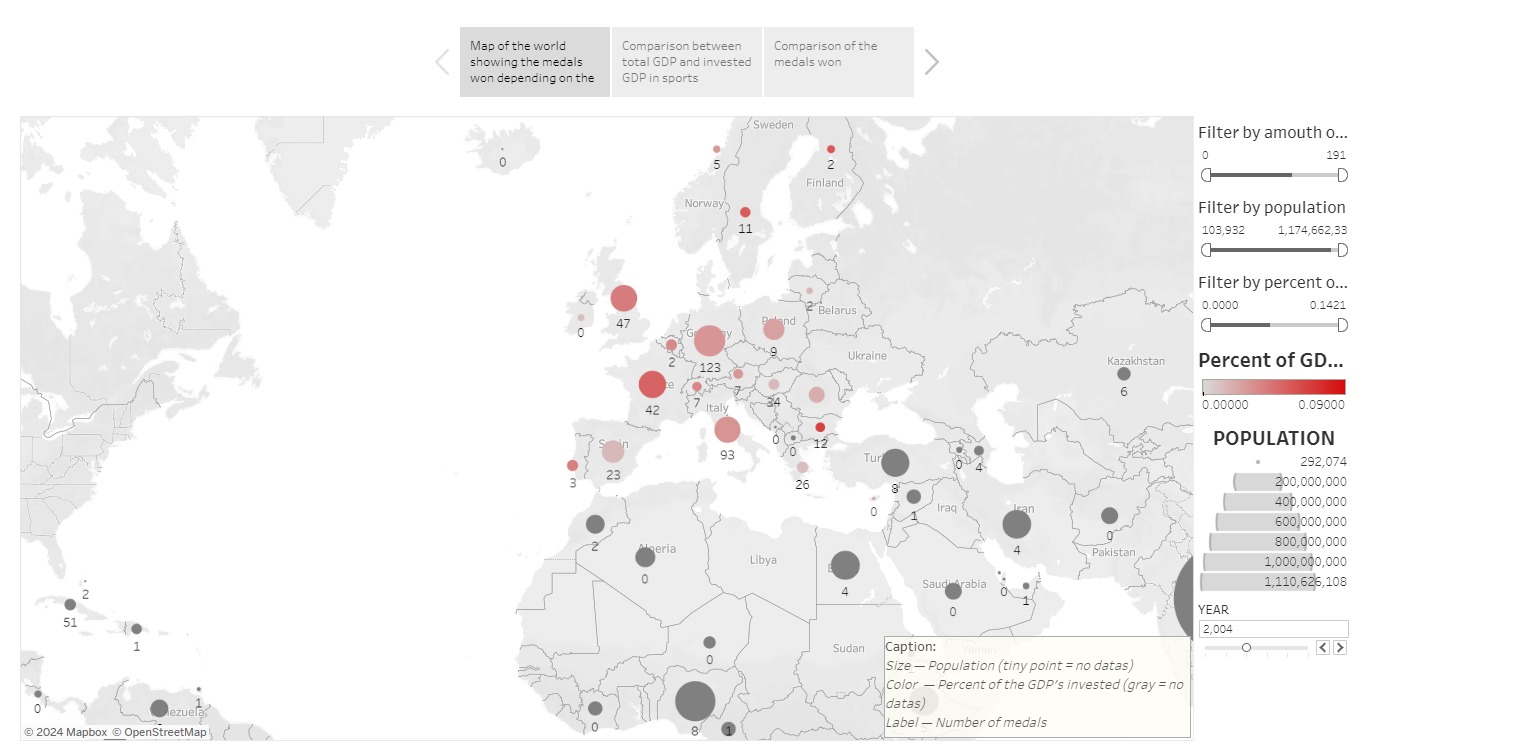 Map of the world
showing the medals
won depending on the
Comparison between
total GDP and invested
GDP in sports
Comparison of the
medals won
Sweden
0
5
2
Finland
Norway
11
47
0
2
Belarus
2
9
Ukraine
Kazakhstan
6
123
7
7
34
42
Italy
93
0
0
12
0
4
23
3
26
8
0
1
Iraq
Iran
4
0
Pakistan
2
Algeria
0
Libya
4
Saudi Arabia
0
0
1
2
51
1
0
Sudan
0
1
0
8
1
Caption:
Size — Population (tiny point = no datas)
Color — Percent of the GDP's invested (gray = no
datas)
Label — Number of medals
© 2024 Mapbox © OpenStreetMap
Filter by amouth o...
0 191
Filter by population
103,932 1,174,662,33
Filter by percent o...
0.0000 0.1421
Percent of GD...
0.00000 0.09000
POPULATION
292,074
200,000,000
400,000,000
600,000,000
800,000,000
1,000,000,000
1,110,626,108
YEAR
2,004